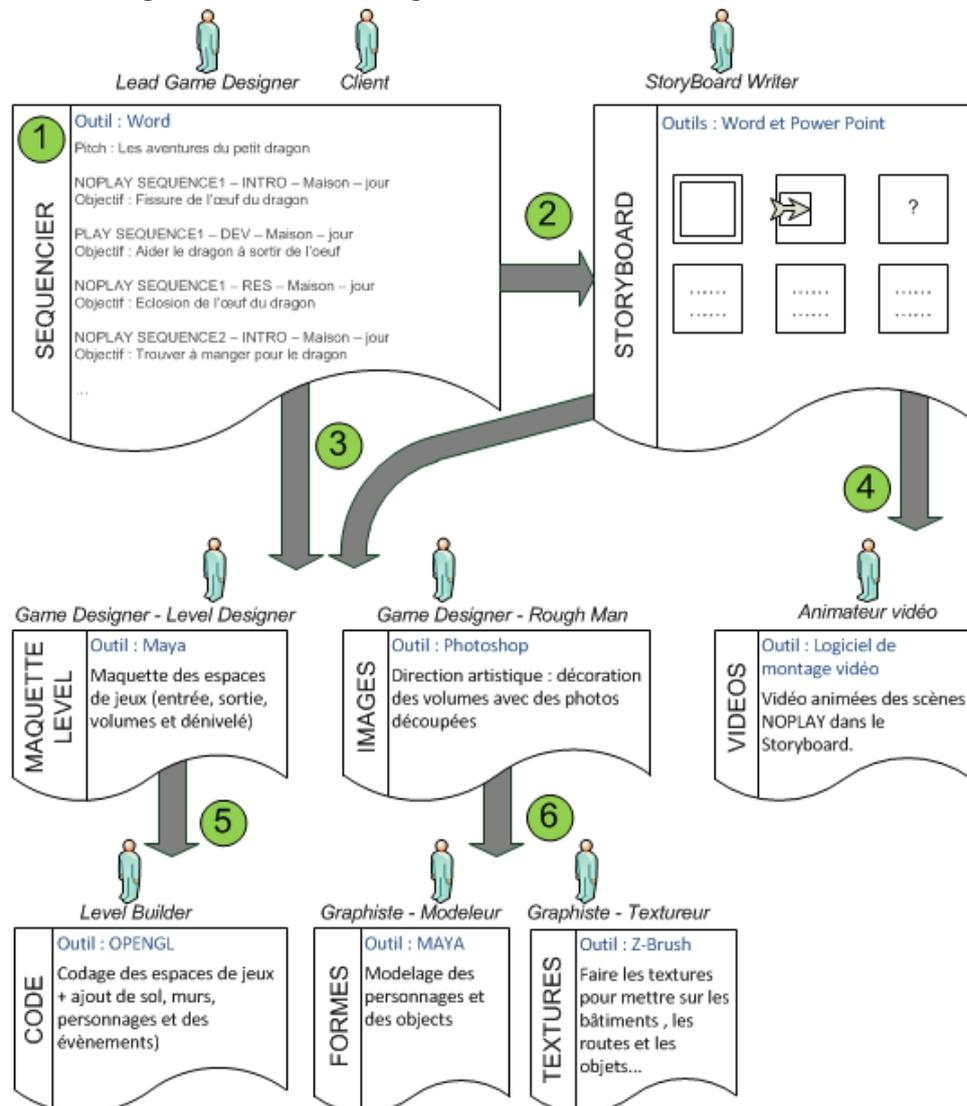 Lead Game Designer
Client
StoryBoard Writer
1
SEQUENCIER
Outil : Word
Pitch : Les aventures du petit dragon
NOPLAY SEQUENCE1 – INTRO – Maison – jour
Objectif : Fissure de l'œuf du dragon
PLAY SEQUENCE1 – DEV – Maison – jour
Objectif : Aider le dragon à sortir de l'oeuf
NOPLAY SEQUENCE1 – RES – Maison – jour
Objectif : Eclosion de l'œuf du dragon
NOPLAY SEQUENCE2 – INTRO – Maison – jour
Objectif : Trouver à manger pour le dragon
...
2
STORYBOARD
Outils : Word et Power Point
?
......
......
......
......
......
......
3
4
Game Designer - Level Designer
MAQUETTE
LEVEL
Outil : Maya
Maquette des espaces
de jeux (entrée, sortie,
volumes et dénivelé)
Game Designer - Rough Man
IMAGES
Outil : Photoshop
Direction artistique : décoration
des volumes avec des photos
découpées
Animateur vidéo
VIDEOS
Outil : Logiciel de
montage vidéo
Vidéo animées des scènes
NOPLAY dans le
Storyboard.
5
6
Level Builder
CODE
Outil : OPENGL
Codage des espaces de jeux
+ ajout de sol, murs,
personnages et des
évènements)
Graphiste - Modeleur
FORMES
Outil : MAYA
Modelage des
personnages et
des objects
Graphiste - Textureur
TEXTURES
Outil : Z-Brush
Faire les textures
pour mettre sur les
bâtiments , les
routes et les
objets...